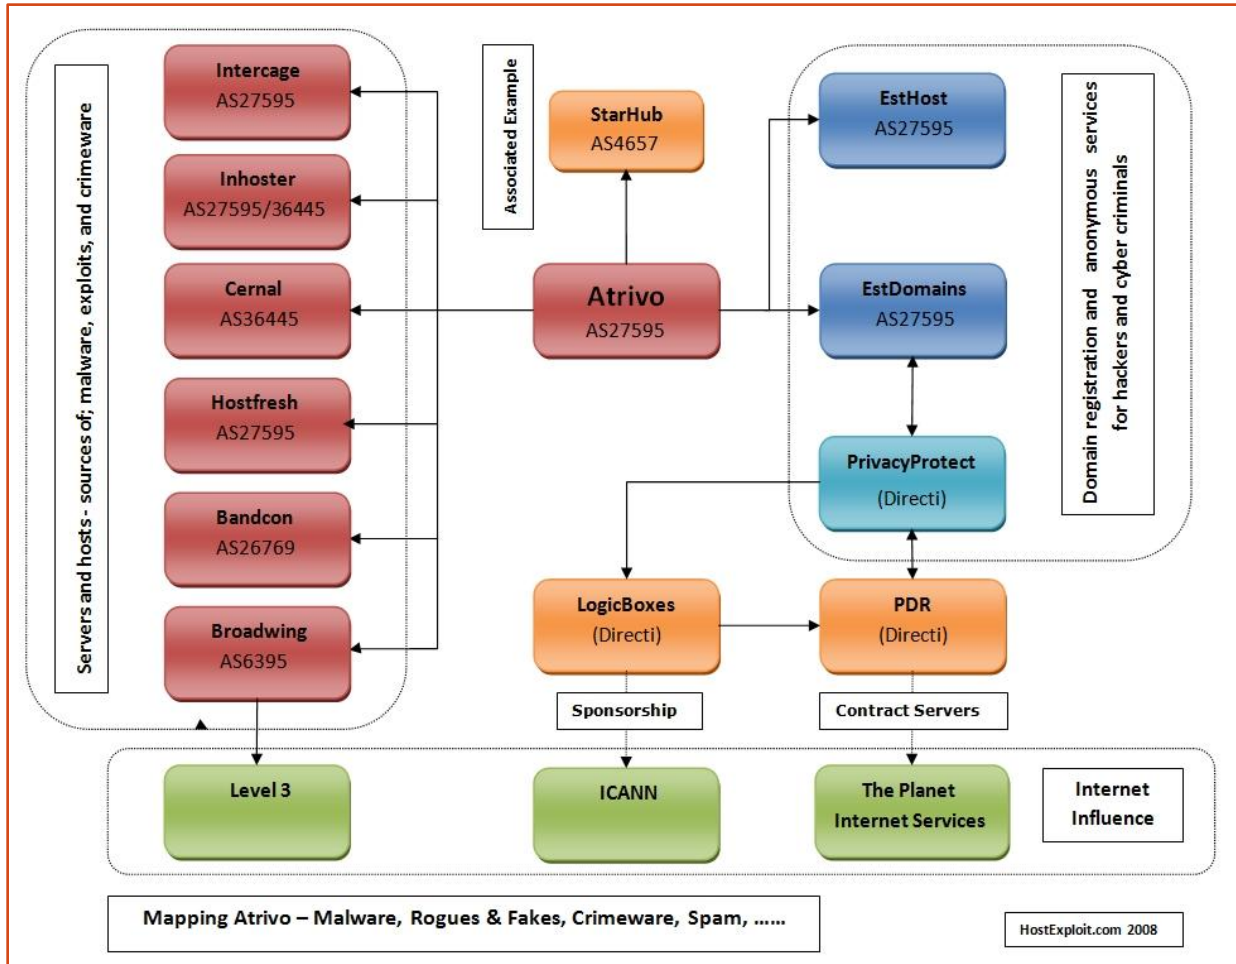 Servers and hosts - sources of; malware, exploits, and crimeware
Intercage
AS27595
Inhoster
AS27595/36445
Cernal
AS36445
Hostfresh
AS27595
Bandcon
AS26769
Broadwing
AS6395
Associated Example
StarHub
AS4657
Atrivo
AS27595
EstHost
AS27595
EstDomains
AS27595
PrivacyProtect
(Directi)
Domain registration and anonymous services
for hackers and cyber criminals
LogicBoxes
(Directi)
PDR
(Directi)
Sponsorship
Contract Servers
Level 3
ICANN
The Planet
Internet Services
Internet
Influence
Mapping Atrivo – Malware, Rogues & Fakes, Crimeware, Spam, ......
HostExploit.com 2008